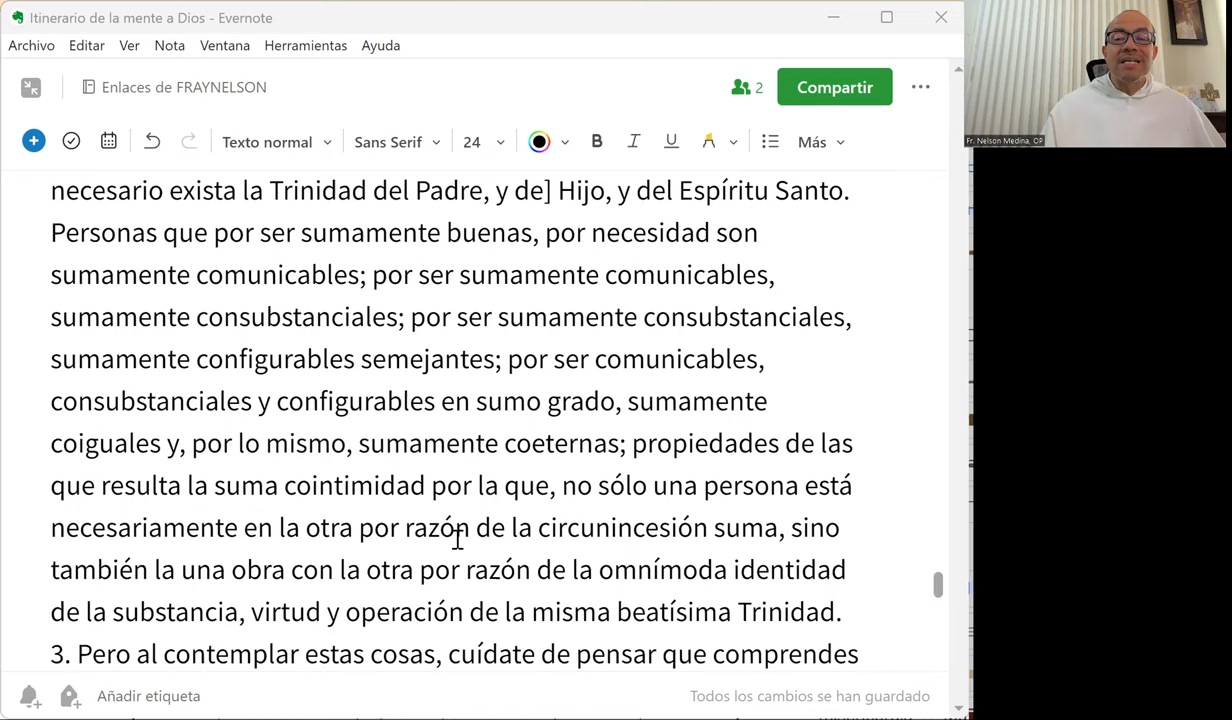 Itinerario de la mente a Dios - Evernote
Archivo Editar Ver Nota Ventana Herramientas Ayuda
Enlaces de FRAYNELSON
2
Compartir
Texto normal
Sans Serif
24
B I U
Más
necesario exista la Trinidad del Padre, y de] Hijo, y del Espíritu Santo.
Personas que por ser sumamente buenas, por necesidad son
sumamente comunicables; por ser sumamente comunicables,
sumamente consubstanciales; por ser sumamente consubstanciales,
sumamente configurables semejantes; por ser comunicables,
consubstanciales y configurables en sumo grado, sumamente
coiguales y, por lo mismo, sumamente coeternas; propiedades de las
que resulta la suma cointimidad por la que, no sólo una persona está
necesariamente en la otra por razón de la circunincesión suma, sino
también la una obra con la otra por razón de la omnímoda identidad
de la substancia, virtud y operación de la misma beatísima Trinidad.
3. Pero al contemplar estas cosas, cuídate de pensar que comprendes
Añadir etiqueta
Todos los cambios se han guardado
Fr. Nelson Medina, OP